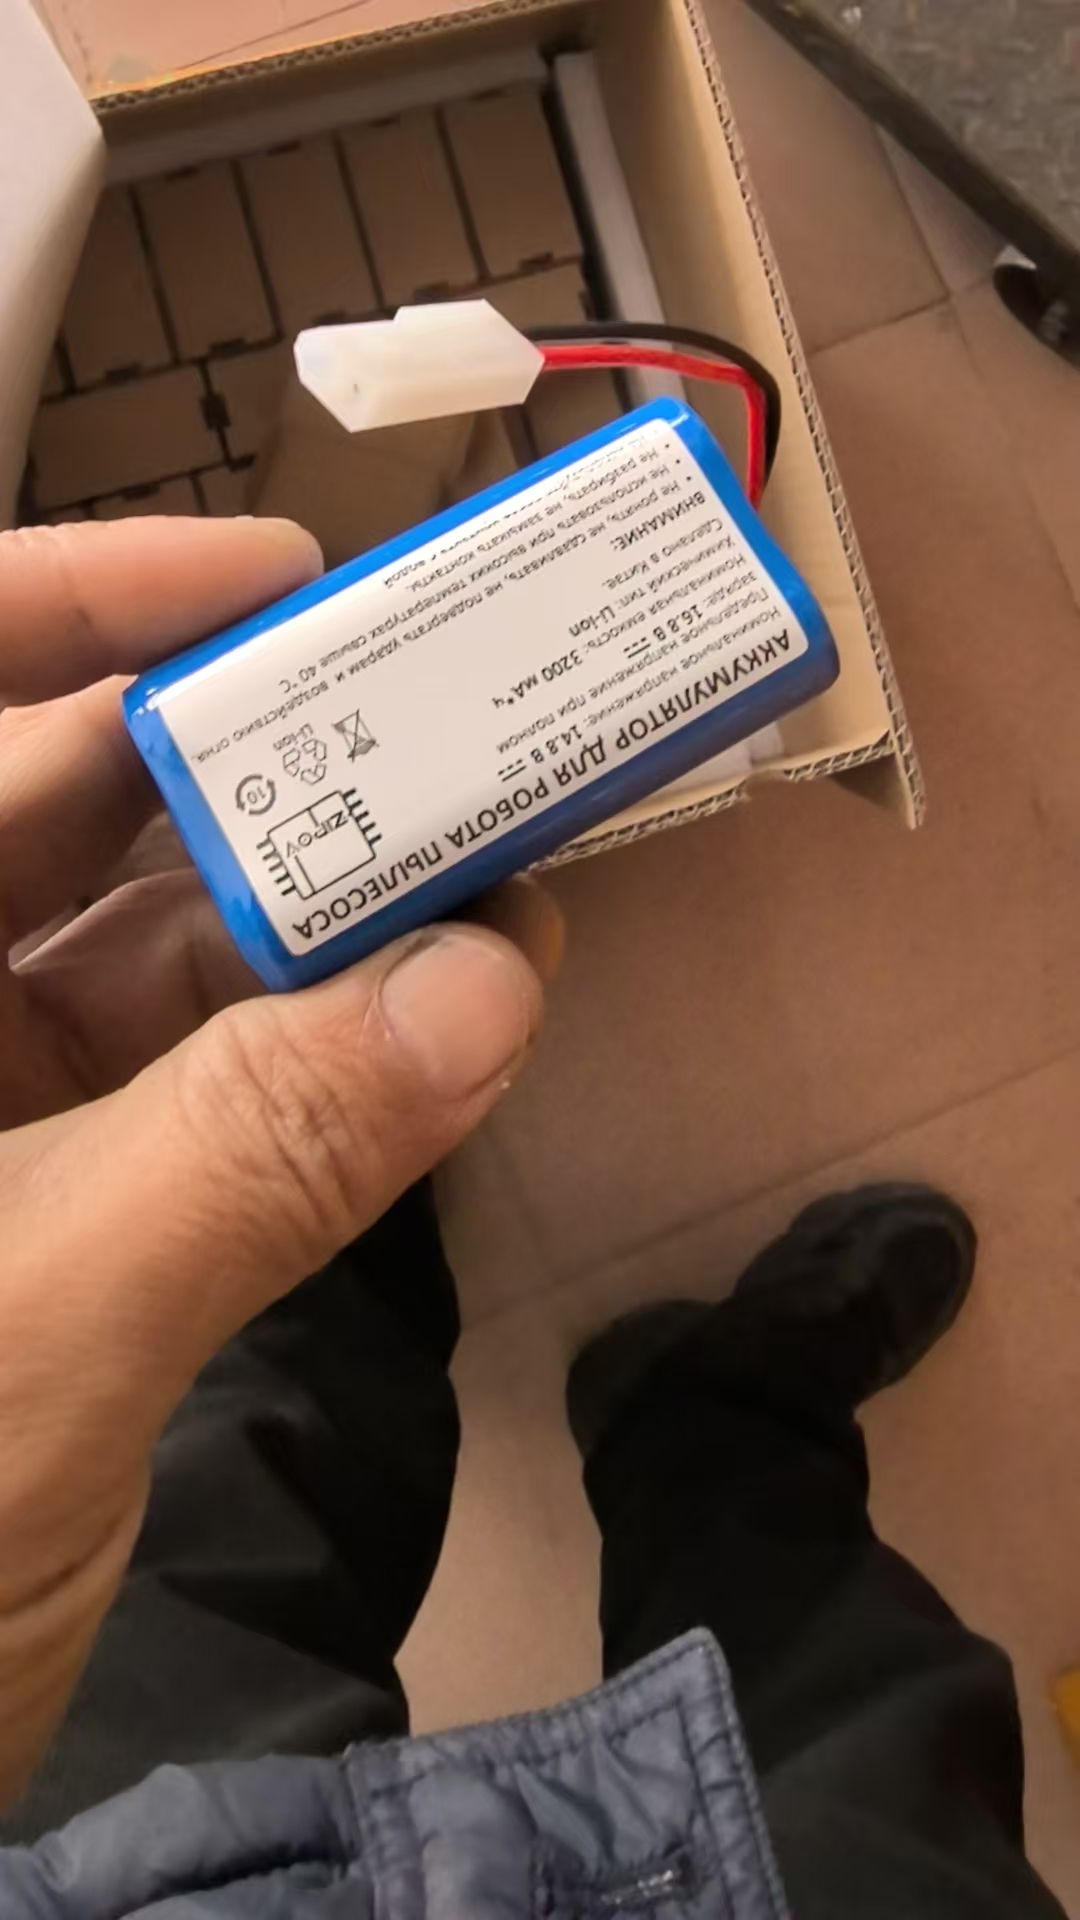 АККУМУЛЯТОР ДЛЯ РОБОТА ПЫЛЕСОСА
Номинальное напряжение: 14.8 В
Предельное напряжение при полном
заряде: 16.8 В
Номинальная емкость: 3200 мА*ч
Химический тип: Li-ion
Сделано в Китае.
ВНИМАНИЕ:
• Не ронять, не сдавливать, не подвергать ударам и воздействию огня.
• Не использовать при высоких температурах свыше 40 °C
• Не разбирать, не замыкать контакты.
с водой
ZIPOV
10
Li-ion